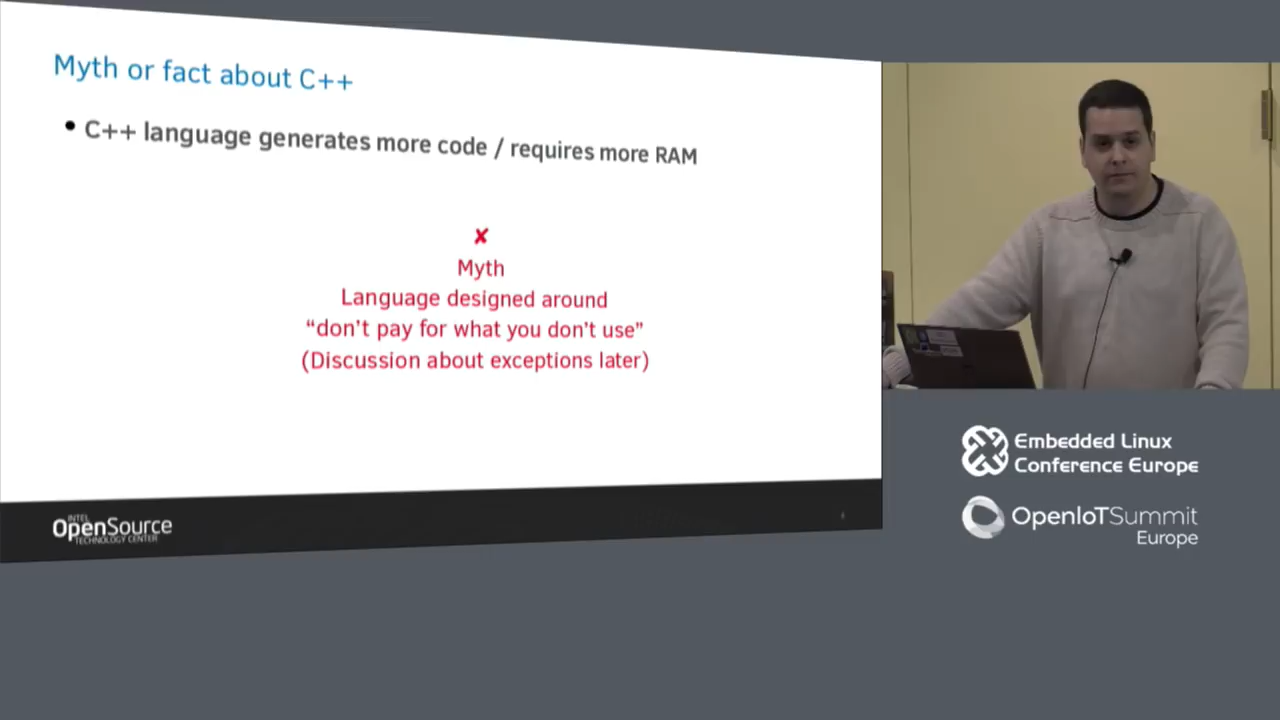 Myth or fact about C++
• C++ language generates more code / requires more RAM
✘
Myth
Language designed around
“don’t pay for what you don’t use”
(Discussion about exceptions later)
INTEL
OpenSource
TECHNOLOGY CENTER
Embedded Linux
Conference Europe
OpenIoTSummit
Europe